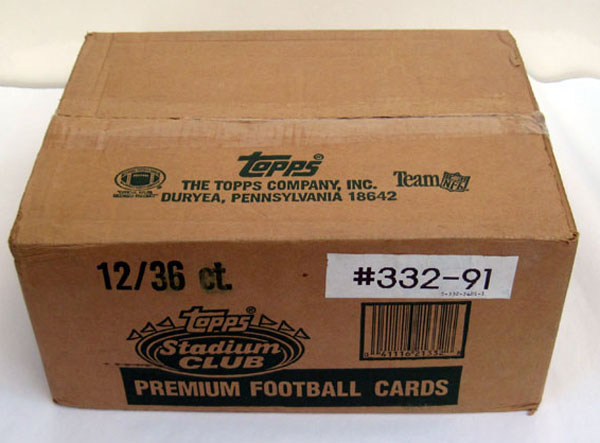 topps®
THE TOPPS COMPANY, INC.
DURYEA, PENNSYLVANIA 18642
Team NFL
12/36 ct.
#332-91
topps®
Stadium
CLUB
PREMIUM FOOTBALL CARDS